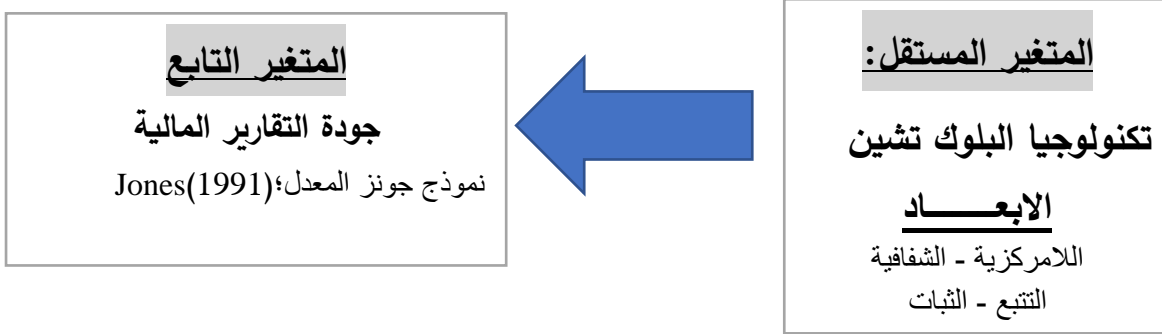 المتغير المستقل:
تكنولوجيا البلوك تشين
الابعـــــــاد
اللامركزية - الشفافية
التتبع - الثبات
المتغير التابع
جودة التقارير المالية
نموذج جونز المعدل؛Jones(1991)